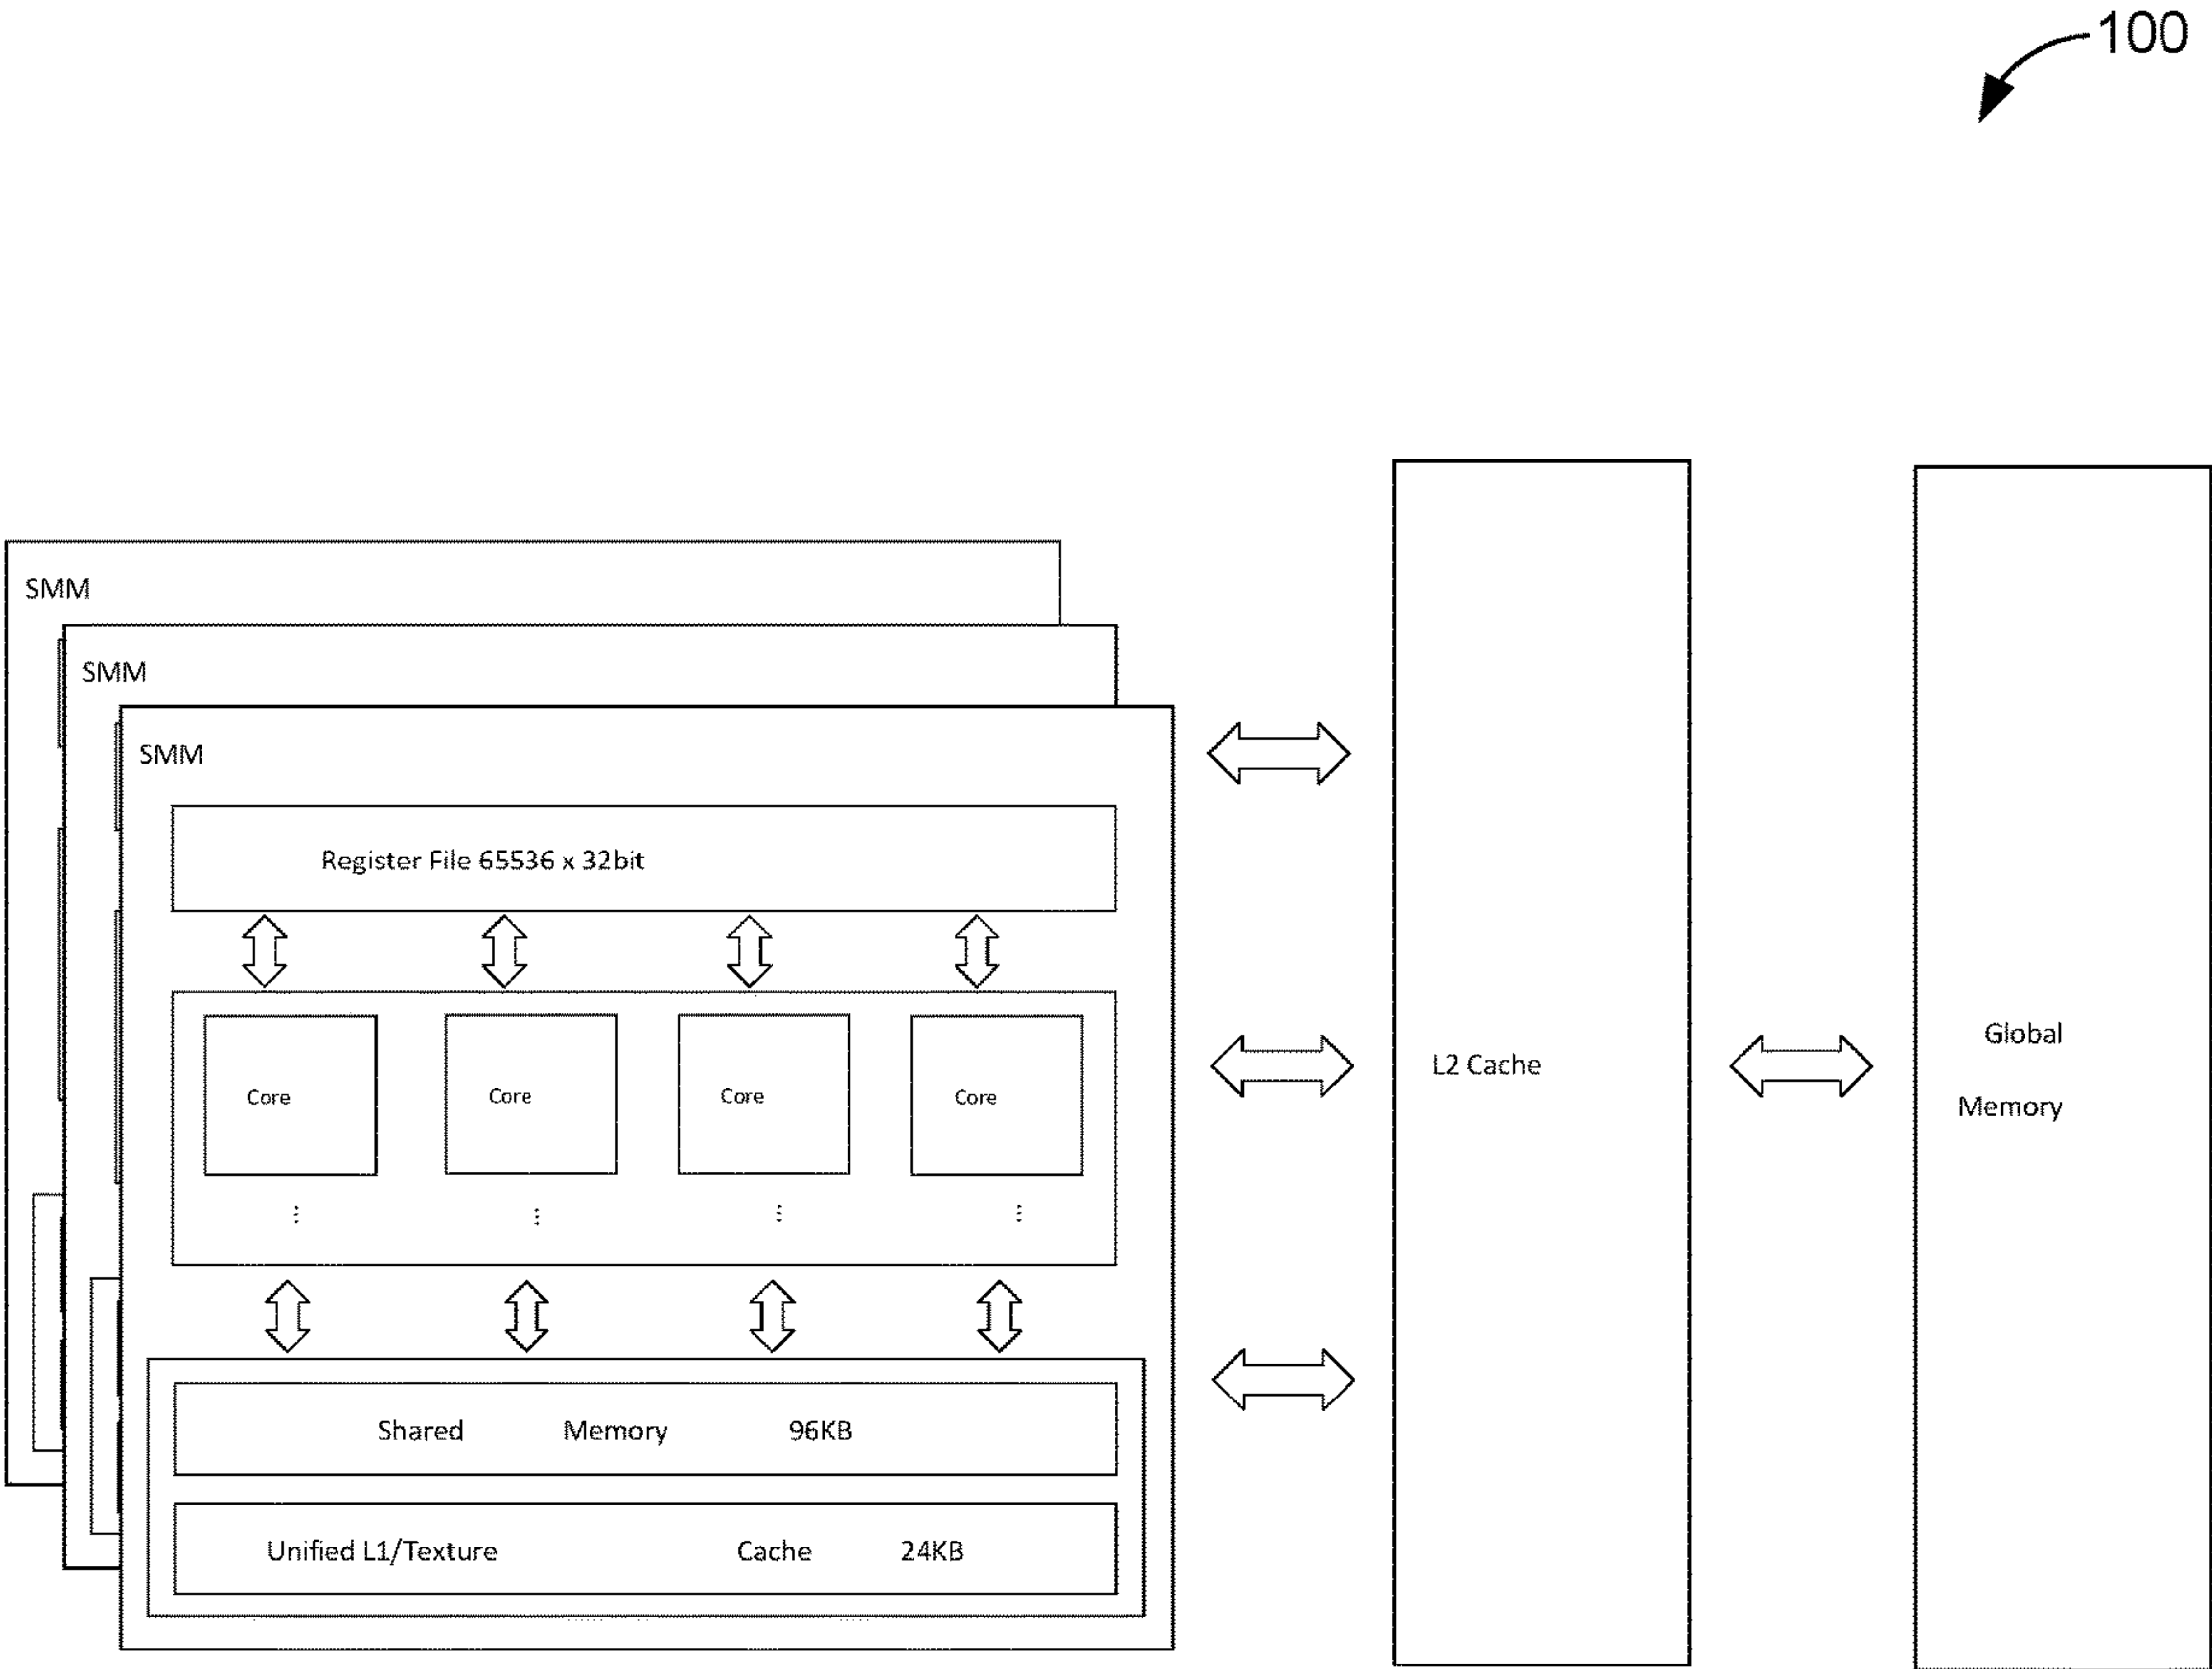 100
SMM
SMM
SMM
Register File 65536 x 32bit
Core Core Core Core
Shared Memory 96KB
Unified L1/Texture Cache 24KB
L2 Cache
Global
Memory